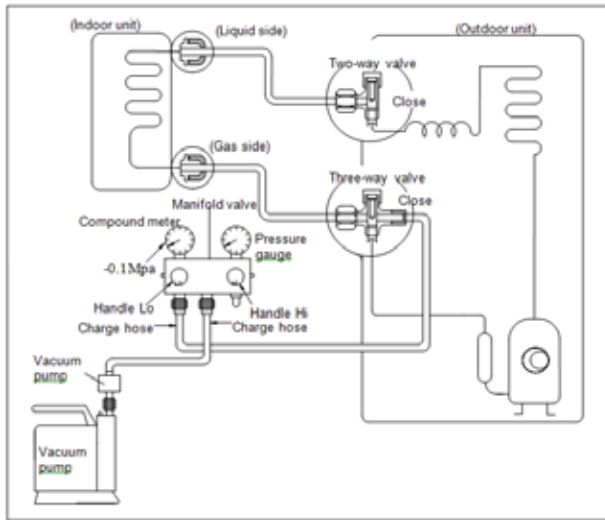 (Indoor unit)
(Liquid side)
(Outdoor unit)
Two-way valve
Close
(Gas side)
Three-way valve
Close
Manifold valve
Compound meter
Pressure
gauge
-0.1Mpa
Handle Lo
Handle Hi
Charge hose
Charge hose
Vacuum
pump
Vacuum
pump